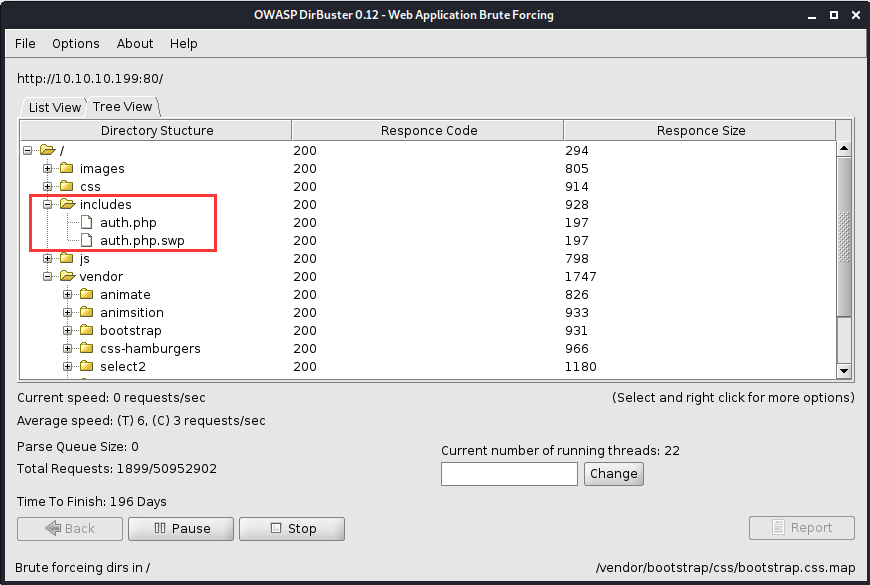 OWASP DirBuster 0.12 - Web Application Brute Forcing
File Options About Help
http://10.10.10.199:80/
List View Tree View
Directory Stucture Responce Code Responce Size
/ 200 294
images 200 805
css 200 914
includes 200 928
auth.php 200 197
auth.php.swp 200 197
js 200 798
vendor 200 1747
animate 200 826
animsition 200 933
bootstrap 200 931
css-hamburgers 200 966
select2 200 1180
Current speed: 0 requests/sec (Select and right click for more options)
Average speed: (T) 6, (C) 3 requests/sec
Parse Queue Size: 0 Current number of running threads: 22
Total Requests: 1899/50952902 Change
Time To Finish: 196 Days
Back Pause Stop Report
Brute forceing dirs in / /vendor/bootstrap/css/bootstrap.css.map